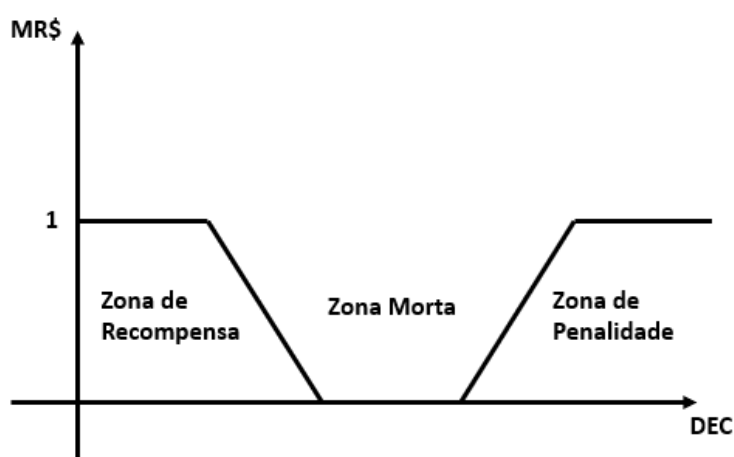 MR$
1
Zona de
Recompensa
Zona Morta
Zona de
Penalidade
DEC